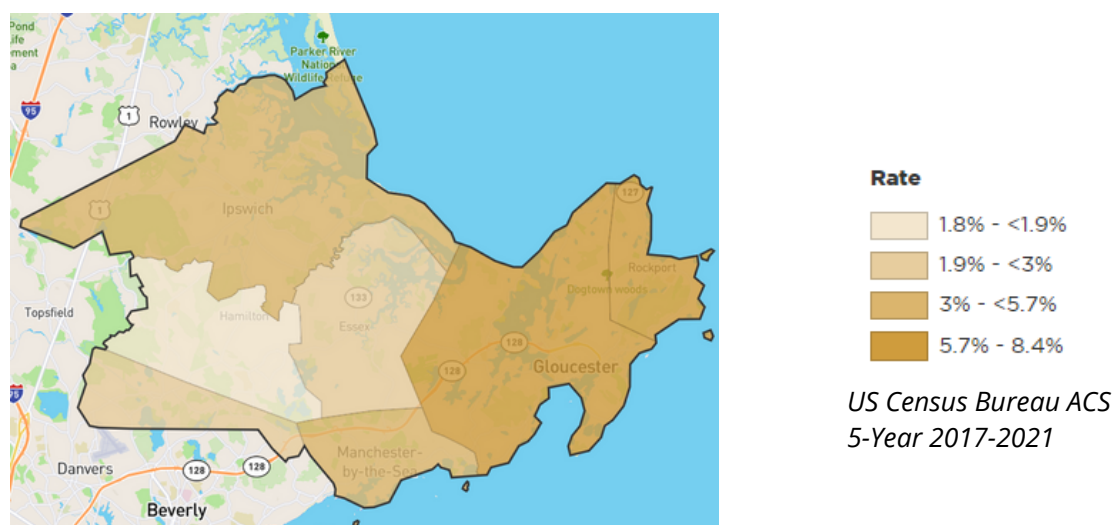 Pond
ife
ment
a
Parker River
Nation
Wildlife Refuge
95
1
Rowley
127
1
Ipswich
Rockport
Dogtown woods
133
Topsfield
Hamilton
Essex
128
Gloucester
128
95
Manchester-
by-the-Sea
Danvers
128
128
Beverly
Rate
1.8% - <1.9%
1.9% - <3%
3% - <5.7%
5.7% - 8.4%
US Census Bureau ACS
5-Year 2017-2021